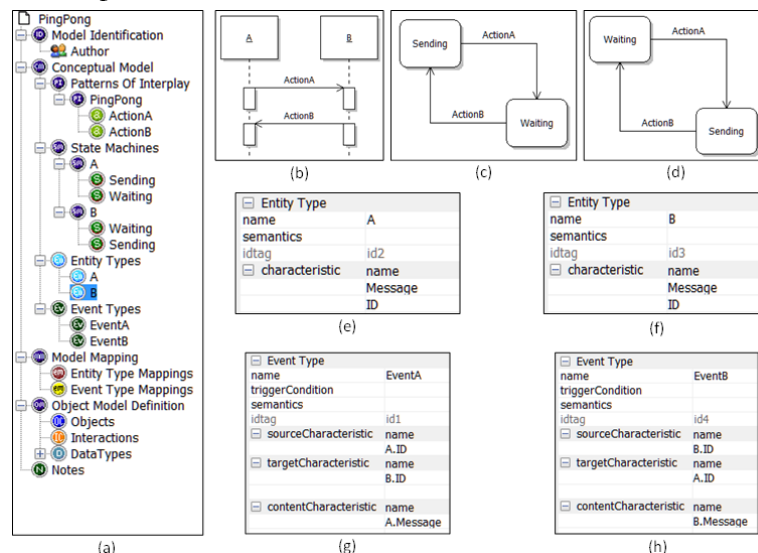 PingPong
Model Identification
Author
Conceptual Model
Patterns Of Interplay
PingPong
ActionA
ActionB
State Machines
A
Sending
Waiting
B
Waiting
Sending
Entity Types
A
B
Event Types
EventA
EventB
Model Mapping
Entity Type Mappings
Event Type Mappings
Object Model Definition
Objects
Interactions
DataTypes
Notes
(a)
A B
ActionA
ActionB
(b)
Sending
ActionA
ActionB
Waiting
(c)
Waiting
ActionA
ActionB
Sending
(d)
Entity Type
name A
semantics
idtag id2
characteristic name
Message
ID
(e)
Entity Type
name B
semantics
idtag id3
characteristic name
Message
ID
(f)
Event Type
name EventA
triggerCondition
semantics
idtag id1
sourceCharacteristic name
A.ID
targetCharacteristic name
B.ID
contentCharacteristic name
A.Message
(g)
Event Type
name EventB
triggerCondition
semantics
idtag id4
sourceCharacteristic name
B.ID
targetCharacteristic name
A.ID
contentCharacteristic name
B.Message
(h)